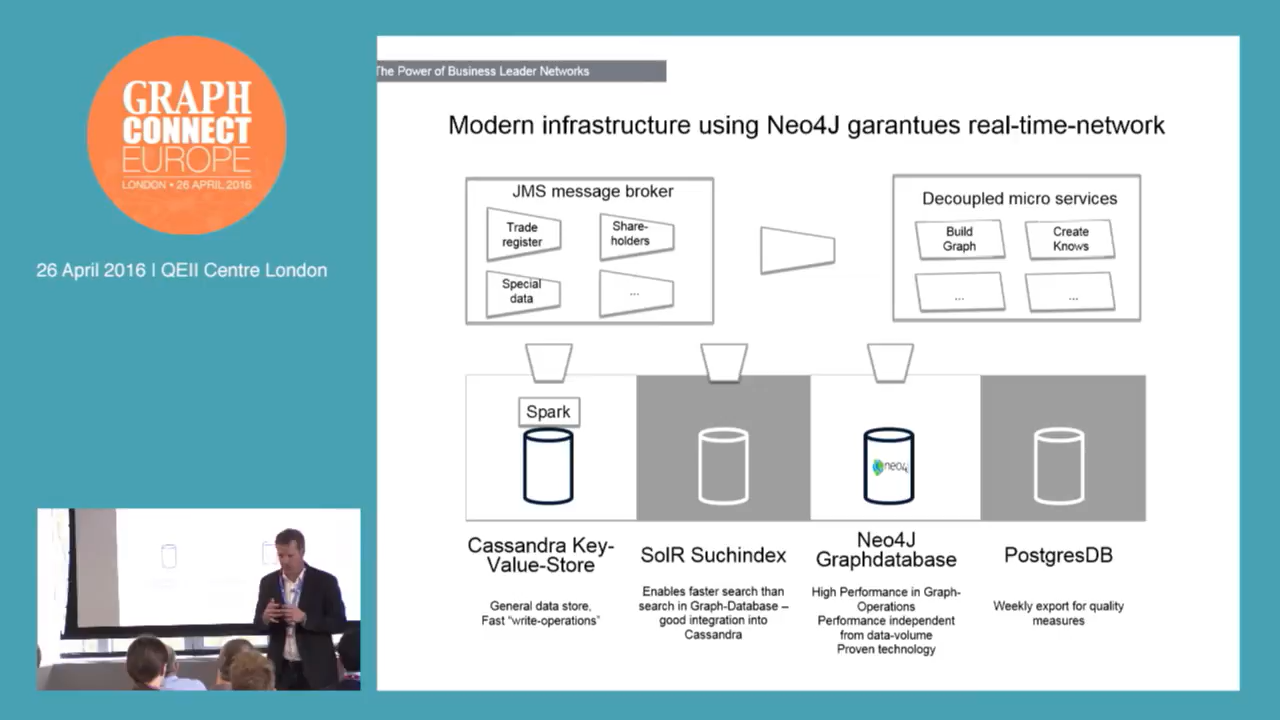 GRAPH
CONNECT
EUROPE
LONDON • 26 APRIL 2016
26 April 2016 I QEII Centre London
The Power of Business Leader Networks
Modern infrastructure using Neo4J garantues real-time-network
JMS message broker
Trade
register
Share-
holders
Special
data
...
Decoupled micro services
Build
Graph
Create
Knows
...
...
Spark
neo4j
Cassandra Key-
Value-Store
General data store,
Fast “write-operations”
SolR Suchindex
Enables faster search than
search in Graph-Database –
good integration into
Cassandra
Neo4J
Graphdatabase
High Performance in Graph-
Operations
Performance independent
from data-volume
Proven technology
PostgresDB
Weekly export for quality
measures